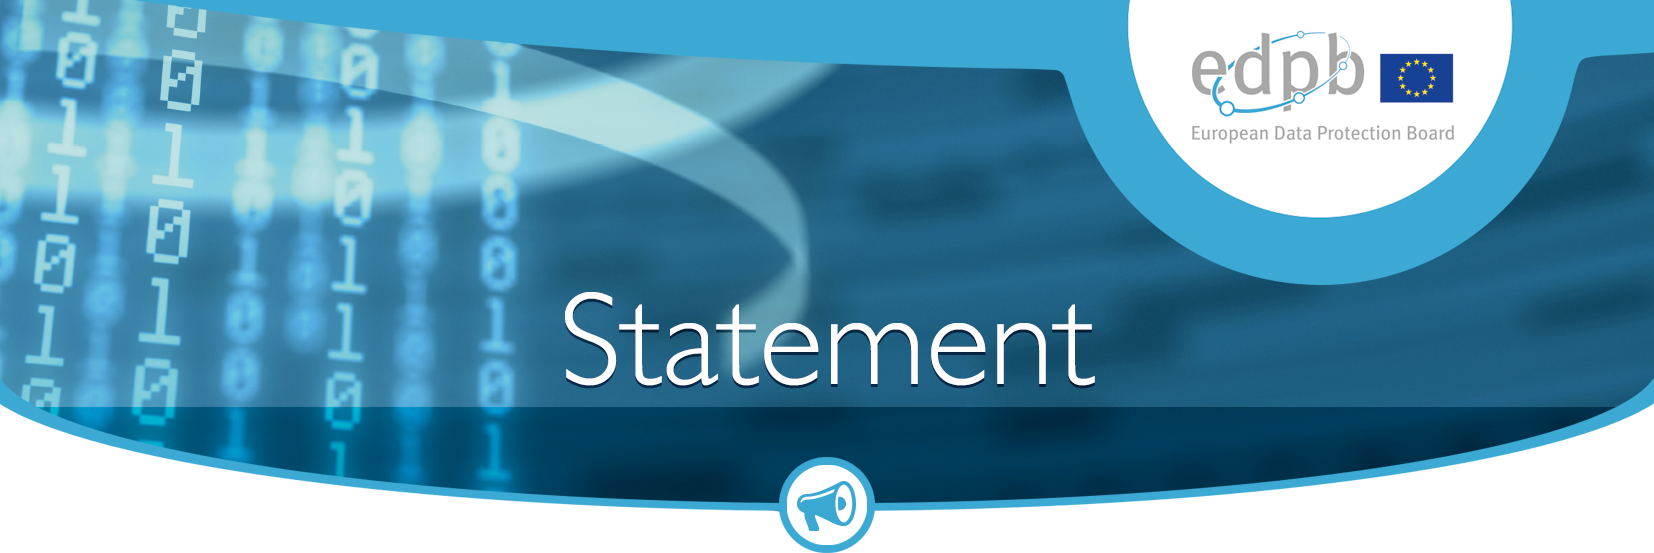 edpb
European Data Protection Board
Statement